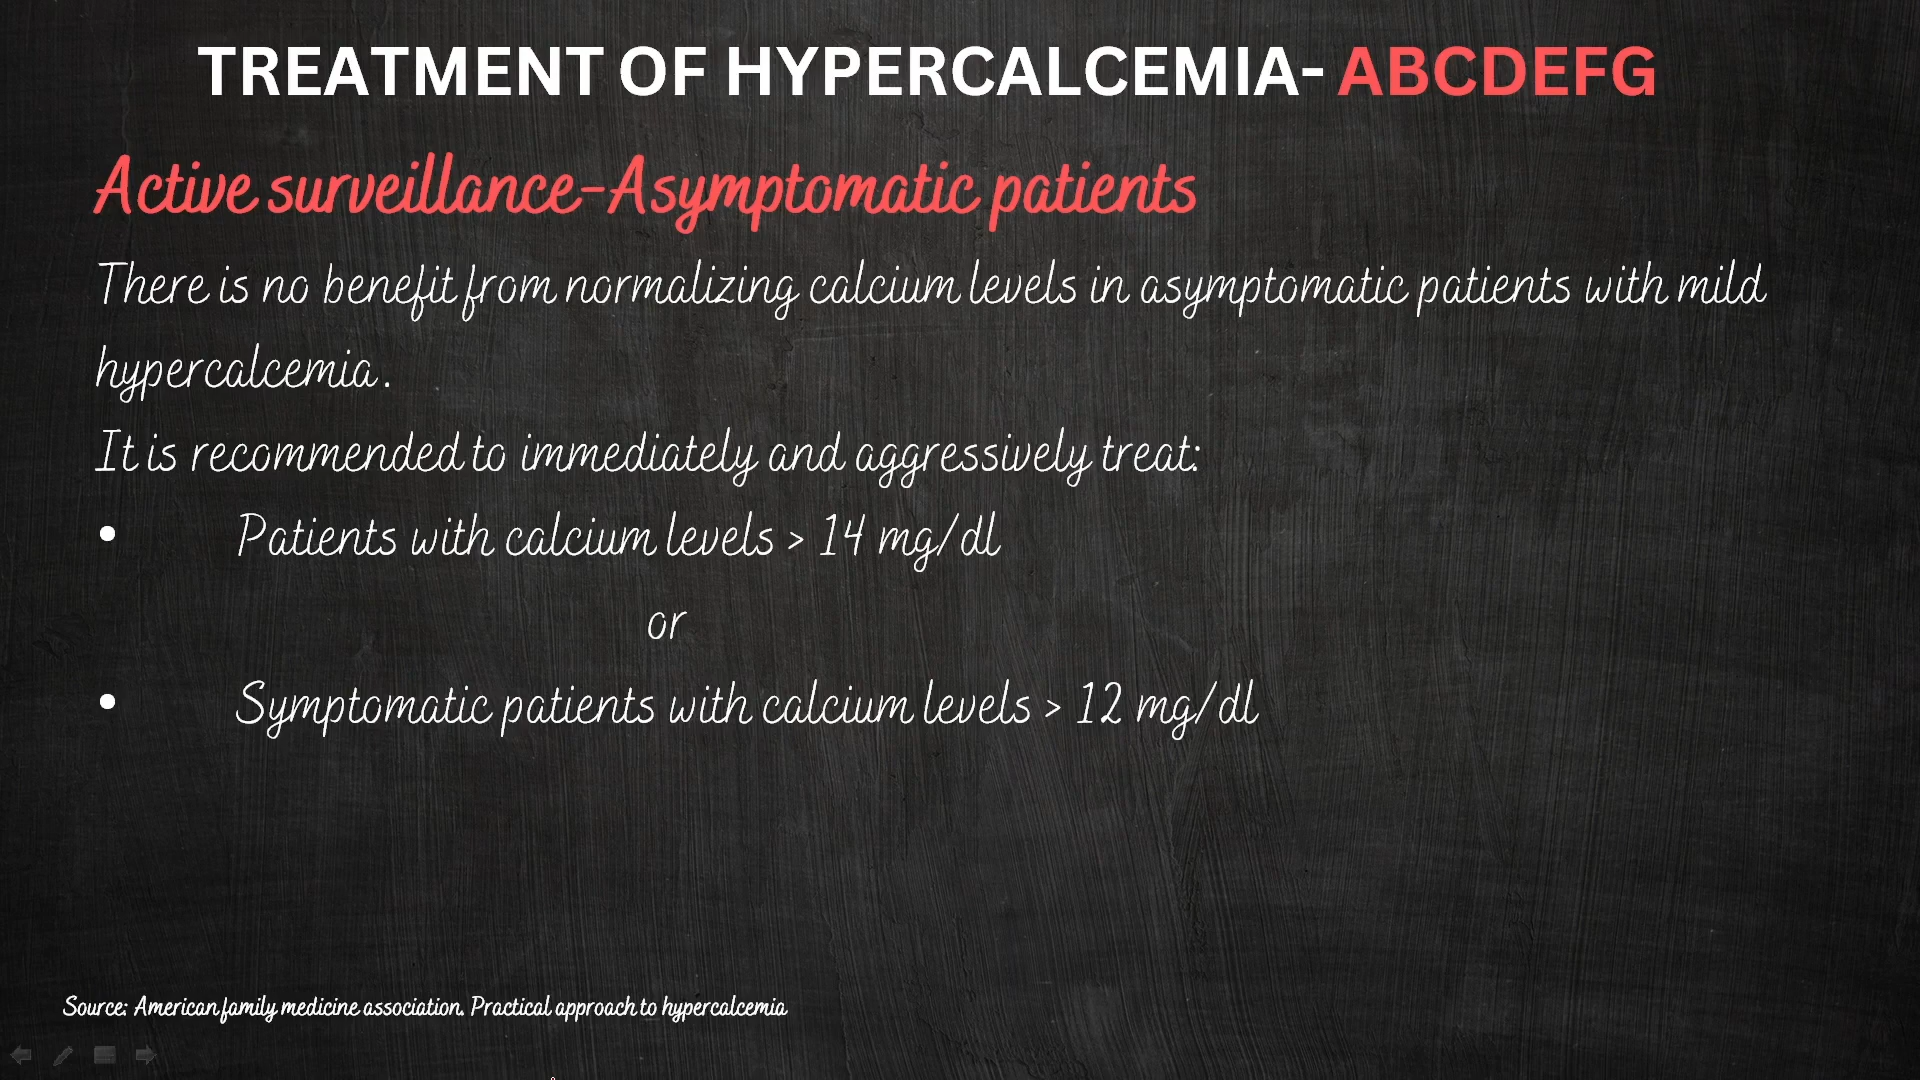 TREATMENT OF HYPERCALCEMIA- ABCDEFG
Active surveillance-Asymptomatic patients
There is no benefit from normalizing calcium levels in asymptomatic patients with mild
hypercalcemia.
It is recommended to immediately and aggressively treat:
• Patients with calcium levels > 14 mg/dl
or
• Symptomatic patients with calcium levels > 12 mg/dl
Source: American family medicine association. Practical approach to hypercalcemia